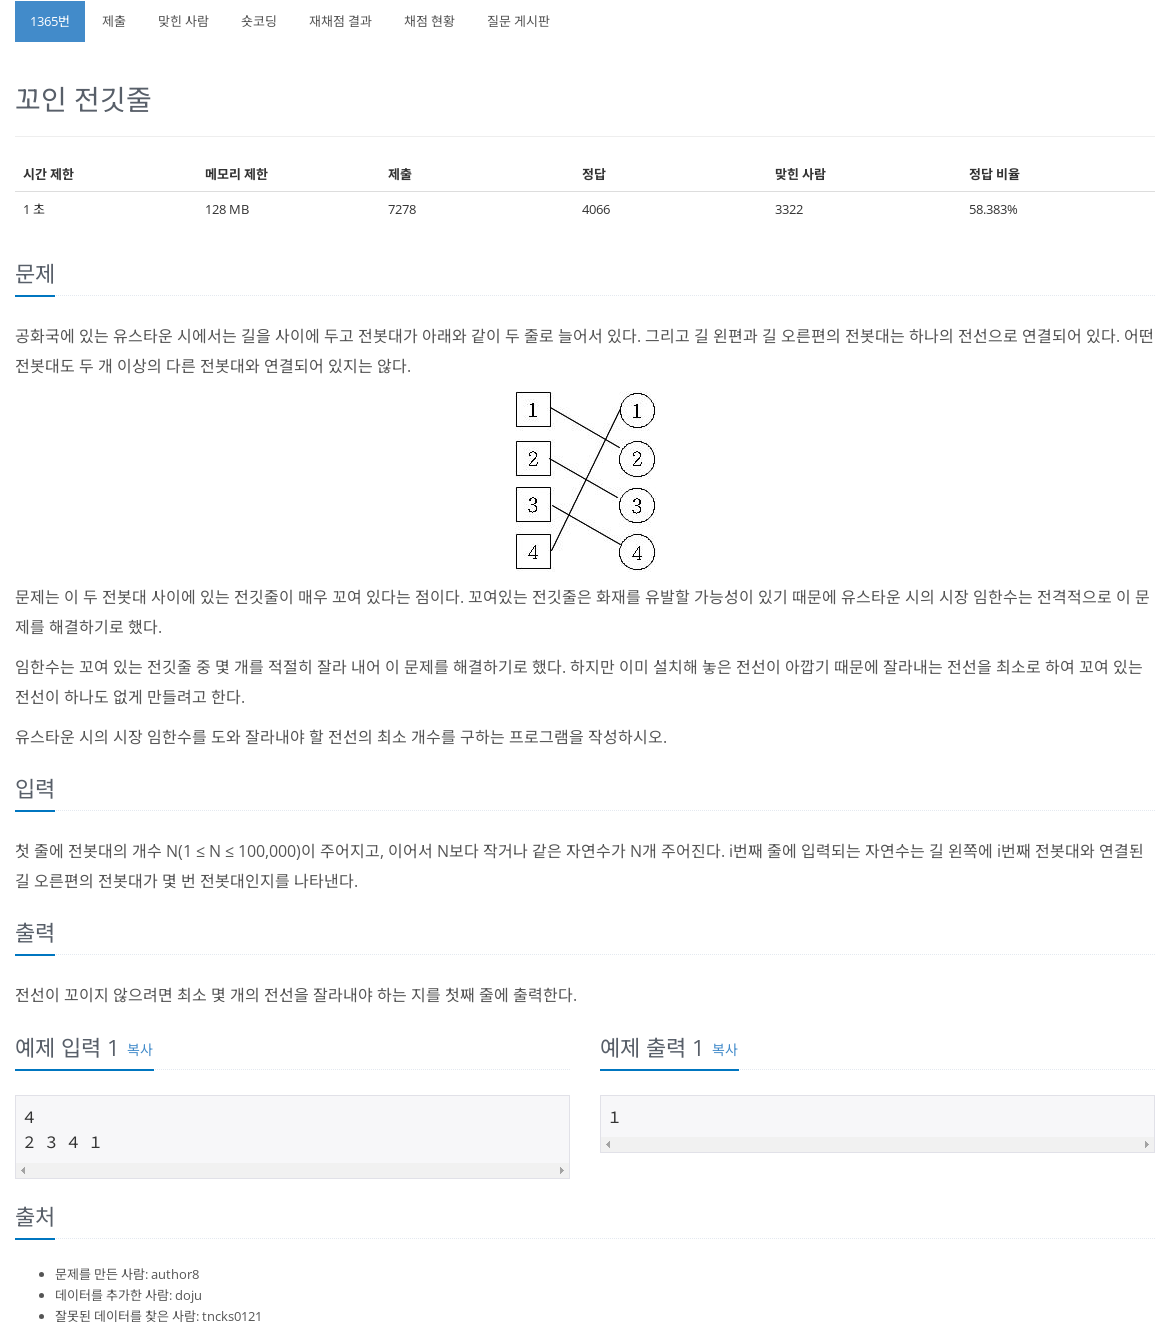 1365번 제출 맞힌 사람 숏코딩 재채점 결과 채점 현황 질문 게시판
꼬인 전깃줄
시간 제한 메모리 제한 제출 정답 맞힌 사람 정답 비율
1 초 128 MB 7278 4066 3322 58.383%
문제
공화국에 있는 유스타운 시에서는 길을 사이에 두고 전봇대가 아래와 같이 두 줄로 늘어서 있다. 그리고 길 왼편과 길 오른편의 전봇대는 하나의 전선으로 연결되어 있다. 어떤
전봇대도 두 개 이상의 다른 전봇대와 연결되어 있지는 않다.
1 1
2 2
3 3
4 4
문제는 이 두 전봇대 사이에 있는 전깃줄이 매우 꼬여 있다는 점이다. 꼬여있는 전깃줄은 화재를 유발할 가능성이 있기 때문에 유스타운 시의 시장 임한수는 전격적으로 이 문
제를 해결하기로 했다.
임한수는 꼬여 있는 전깃줄 중 몇 개를 적절히 잘라 내어 이 문제를 해결하기로 했다. 하지만 이미 설치해 놓은 전선이 아깝기 때문에 잘라내는 전선을 최소로 하여 꼬여 있는
전선이 하나도 없게 만들려고 한다.
유스타운 시의 시장 임한수를 도와 잘라내야 할 전선의 최소 개수를 구하는 프로그램을 작성하시오.
입력
첫 줄에 전봇대의 개수 N(1 ≤ N ≤ 100,000)이 주어지고, 이어서 N보다 작거나 같은 자연수가 N개 주어진다. i번째 줄에 입력되는 자연수는 길 왼쪽에 i번째 전봇대와 연결된
길 오른편의 전봇대가 몇 번 전봇대인지를 나타낸다.
출력
전선이 꼬이지 않으려면 최소 몇 개의 전선을 잘라내야 하는 지를 첫째 줄에 출력한다.
예제 입력 1 복사
4
2 3 4 1
예제 출력 1 복사
1
출처
문제를 만든 사람: author8
데이터를 추가한 사람: doju
잘못된 데이터를 찾은 사람: tncks0121